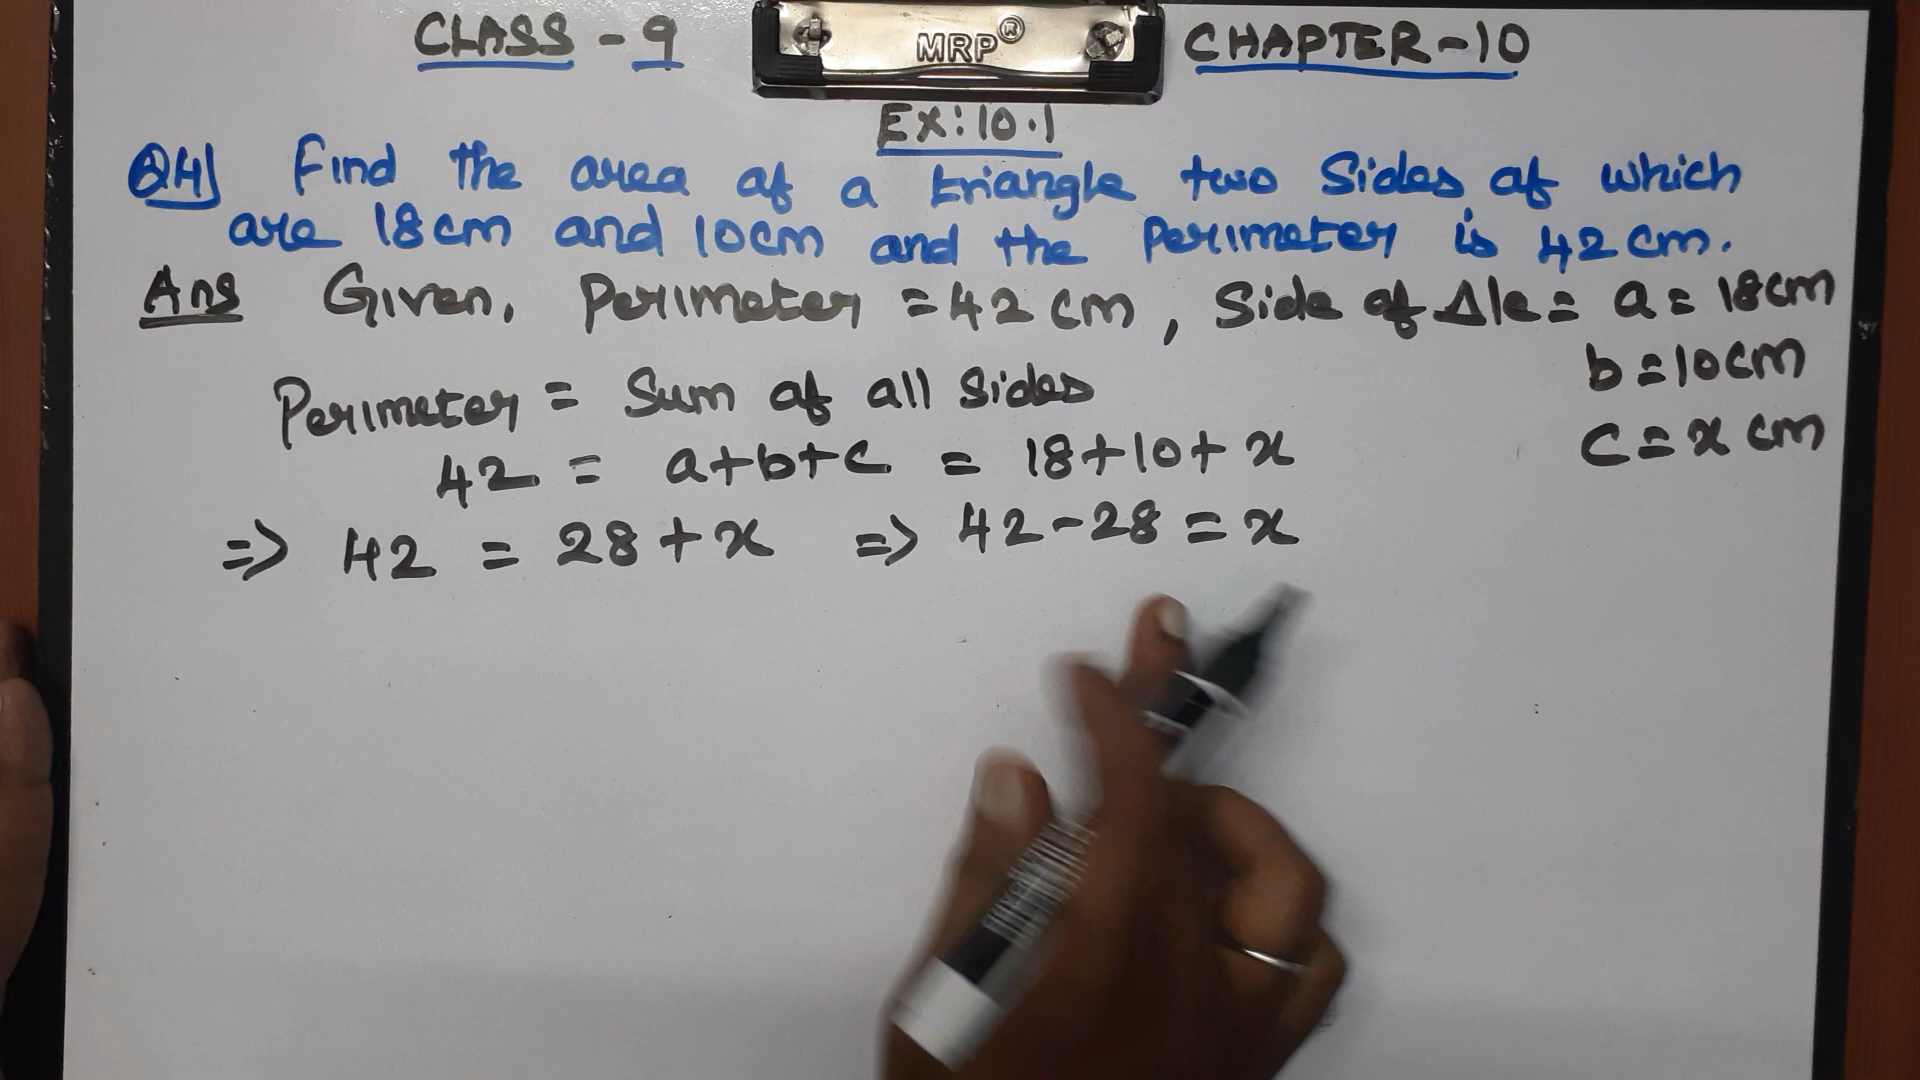 CLASS - 9 MRP® CHAPTER-10
EX: 10.1
Q4) Find the area of a triangle two sides of which
are 18cm and 10cm and the perimeter is 42cm.
Ans Given, Perimeter = 42 cm, Side of Δle = a = 18cm
b = 10cm
Perimeter = Sum of all sides
c = x cm
42 = a+b+c = 18+10+x
=> 42 = 28+x => 42-28 = x